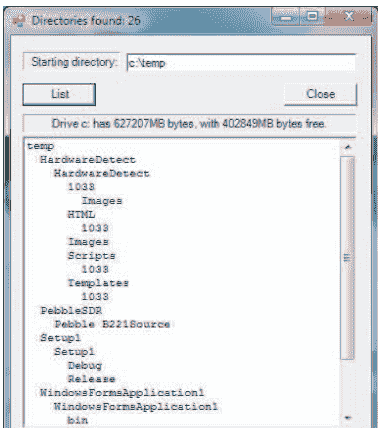 Directories found: 26
Starting directory: c:\temp
List Close
Drive c: has 627207MB bytes, with 402849MB bytes free.
temp
HardwareDetect
HardwareDetect
1033
Images
HTML
1033
Images
Scripts
1033
Templates
1033
PebbleSDR
Pebble B221Source
Setup1
Setup1
Debug
Release
WindowsFormsApplication1
WindowsFormsApplication1
bin